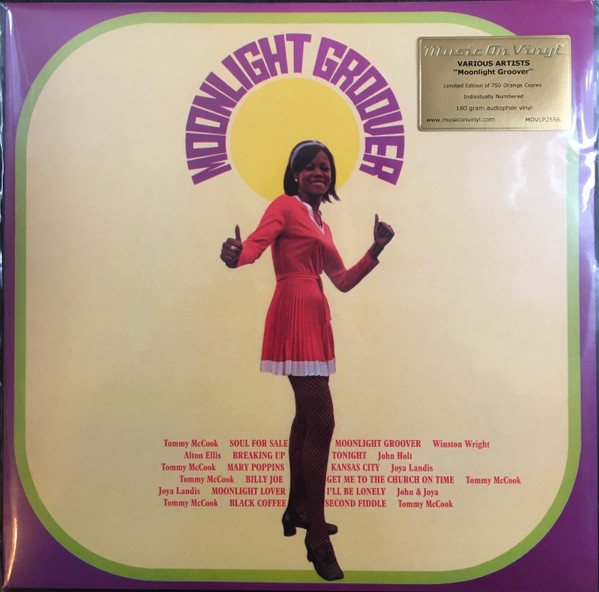 MOONLIGHT GROOVER
Music On Vinyl
VARIOUS ARTISTS
"Moonlight Groover"
Limited Edition of 750 Orange Copies
Individually Numbered
180 gram audiophile vinyl
www.musiconvinyl.com MOVLP2556
Tommy McCook SOUL FOR SALE MOONLIGHT GROOVER Winston Wright
Alton Ellis BREAKING UP TONIGHT John Holt
Tommy McCook MARY POPPINS KANSAS CITY Joya Landis
Tommy McCook BILLY JOE GET ME TO THE CHURCH ON TIME Tommy McCook
Joya Landis MOONLIGHT LOVER I'LL BE LONELY John & Joya
Tommy McCook BLACK COFFEE SECOND FIDDLE Tommy McCook